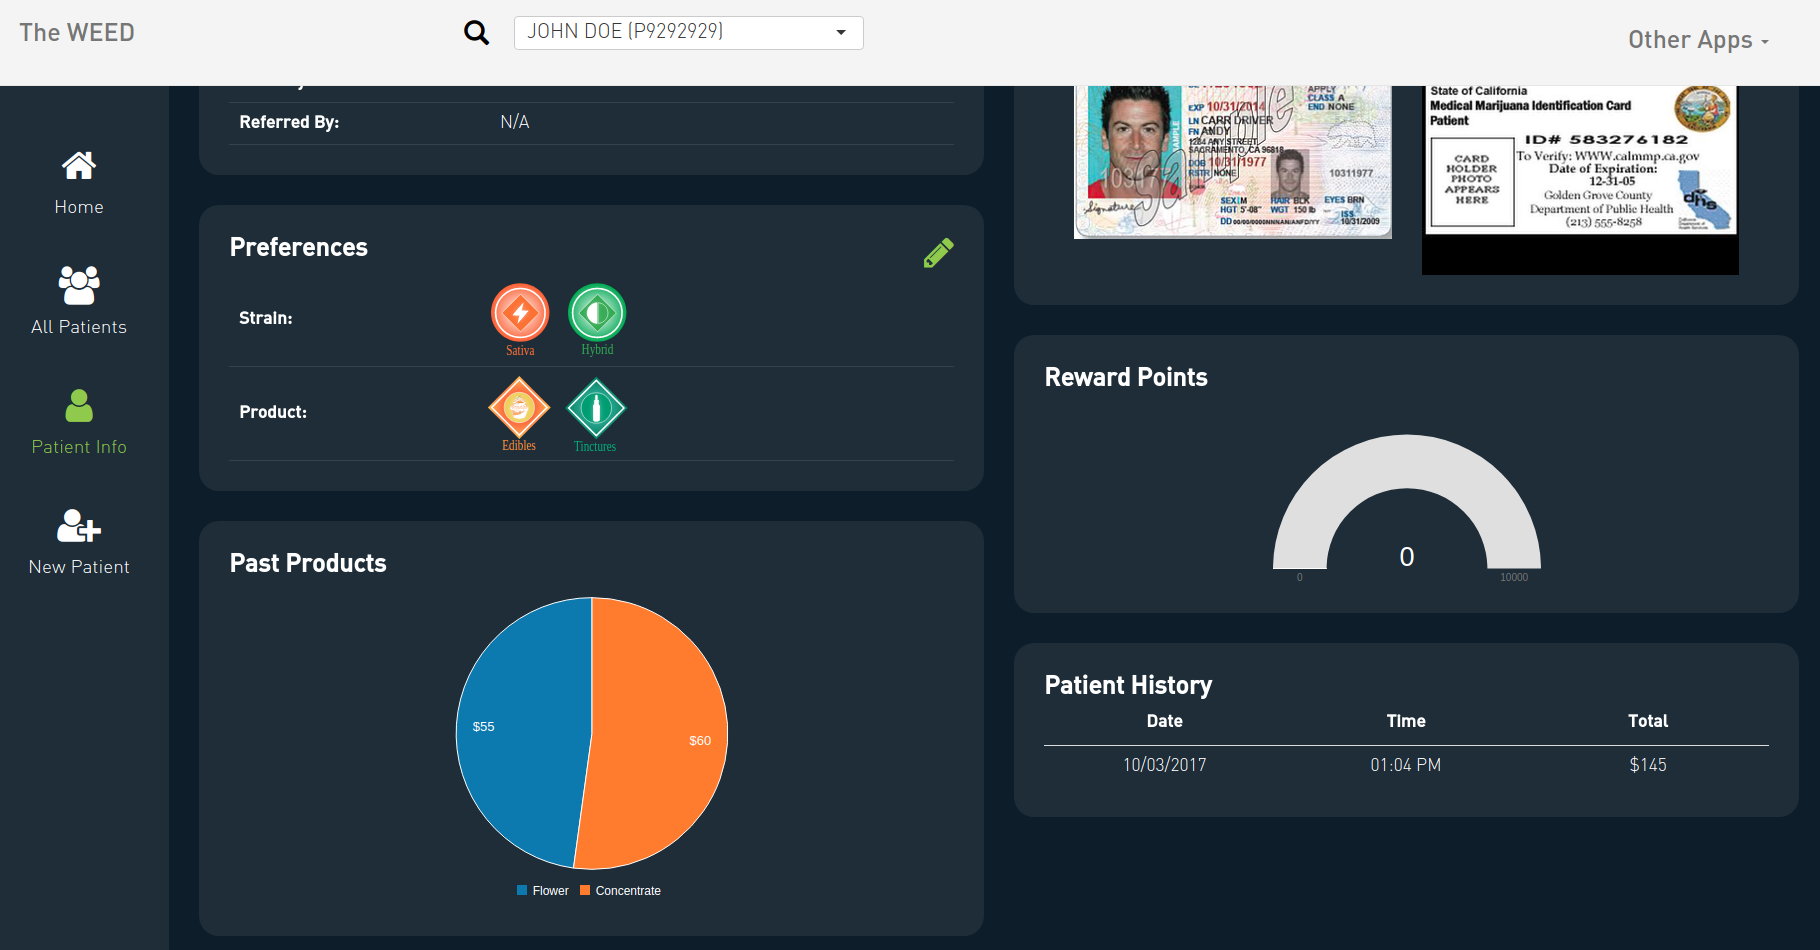 The WEED
JOHN DOE (P9292929)
Other Apps
Home
All Patients
Patient Info
New Patient
Referred By:
N/A
Preferences
Strain:
Sativa
Hybrid
Product:
Edibles
Tinctures
Past Products
$55
$60
Flower
Concentrate
EXP 10/31/2014
LN CARR DRIVER
FN ANDY
1234 ANY STREET
SACRAMENTO, CA 96818
DOB 10/31/1977
RSTR NONE
APPLY
CLASS A
END NONE
10311977
SEX M HAIR BLK EYES BRN
HGT 5'-08" WGT 150 lb
ISS
10/31/2009
Signature
Sample
State of California
Medical Marijuana Identification Card
Patient
ID# 583276182
CARD
HOLDER
PHOTO
APPEARS
HERE
To Verify: WWW.calmmp.ca.gov
Date of Expiration:
12-31-05
Golden Grove County
Department of Public Health
(213) 555-8258
dhs
Reward Points
0
0
10000
Patient History
Date
TIme
Total
10/03/2017
01:04 PM
$145